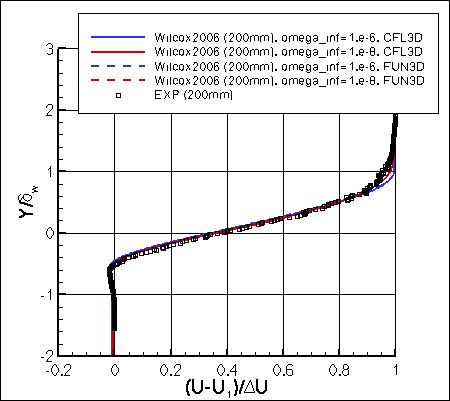 Wilcox2006 (200mm), omega_inf=1.e-6, CFL3D
Wilcox2006 (200mm), omega_inf=1.e-8, CFL3D
Wilcox2006 (200mm), omega_inf=1.e-6, FUN3D
Wilcox2006 (200mm), omega_inf=1.e-8, FUN3D
EXP (200mm)
3
2
1
0
-1
-2
Y/δw
-0.2 0 0.2 0.4 0.6 0.8 1
(U-U1)/ΔU